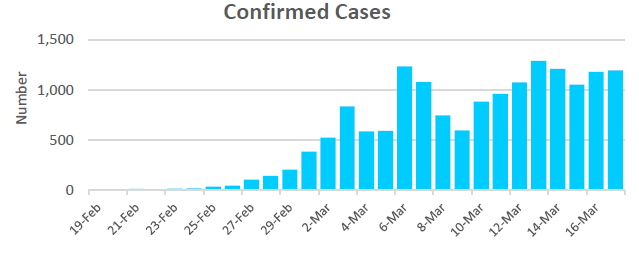 Confirmed Cases
Number
1,500
1,000
500
0
19-Feb
21-Feb
23-Feb
25-Feb
27-Feb
29-Feb
2-Mar
4-Mar
6-Mar
8-Mar
10-Mar
12-Mar
14-Mar
16-Mar